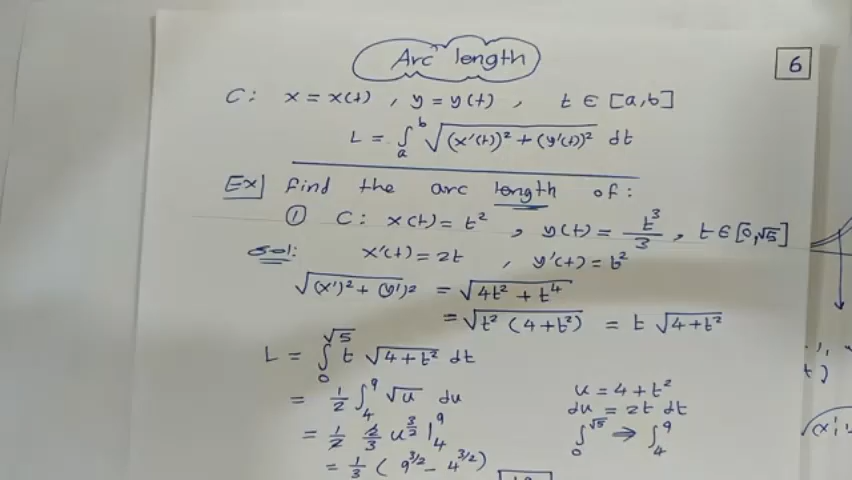 Arc length
6
C: x = x(t) , y = y(t) , t ∈ [a,b]
L = ∫_a^b √((x'(t))² + (y'(t))²) dt
Ex] find the arc length of:
① C: x(t) = t² , y(t) = t³/3 , t ∈ [0,√5]
Sol: x'(t) = 2t , y'(t) = t²
√((x')² + (y')²) = √(4t² + t⁴)
= √(t² (4+t²)) = t √(4+t²)
L = ∫_0^√5 t √(4+t²) dt
= 1/2 ∫_4^9 √u du
u = 4+t²
du = 2t dt
= 1/2 2/3 u^3/2 |_4^9
∫_0^√5 ⇒ ∫_4^9
= 1/3 ( 9^3/2 − 4^3/2 )